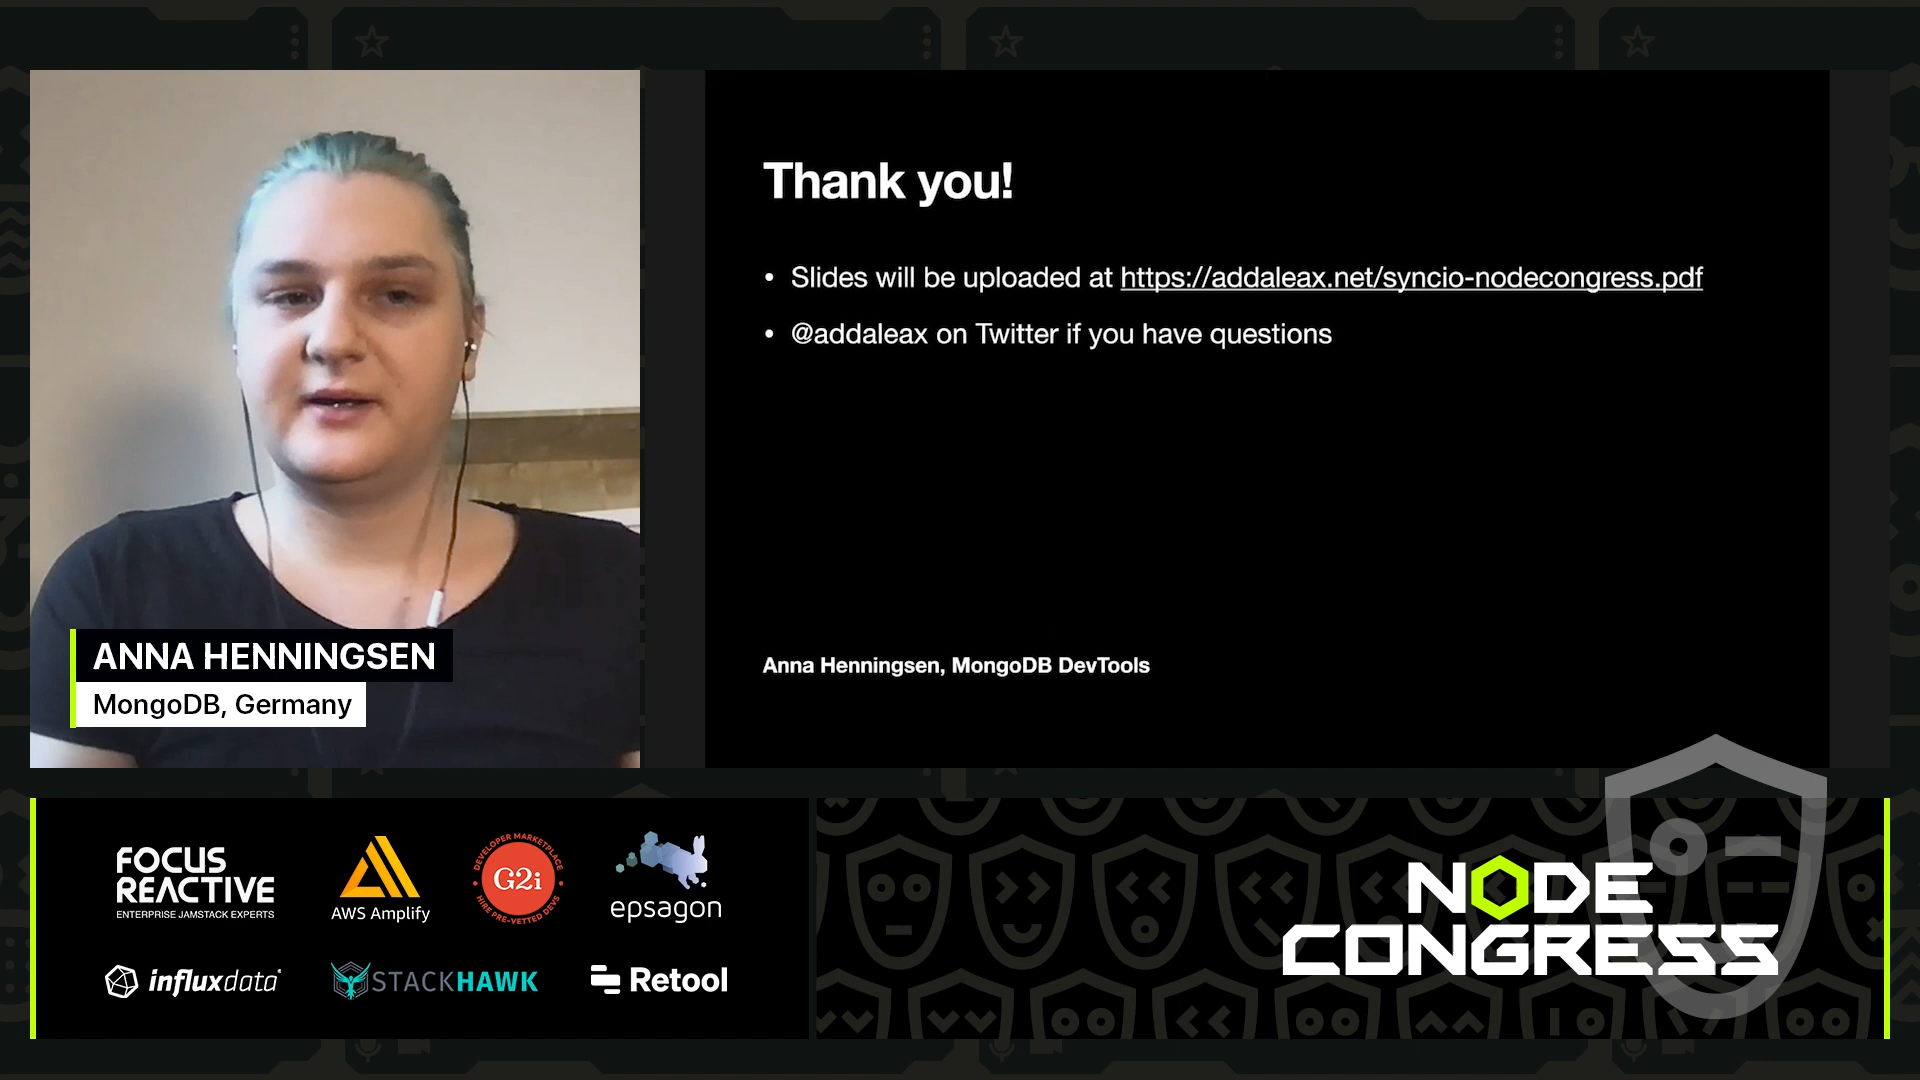 Thank you!
• Slides will be uploaded at https://addaleax.net/syncio-nodecongress.pdf
• @addaleax on Twitter if you have questions
Anna Henningsen, MongoDB DevTools
ANNA HENNINGSEN
MongoDB, Germany
FOCUS
REACTIVE
ENTERPRISE JAMSTACK EXPERTS
AWS Amplify
DEVELOPER MARKETPLACE
G2i
HIRE PRE-VETTED DEVS
epsagon
influxdata
STACKHAWK
Retool
NODE
CONGRESS